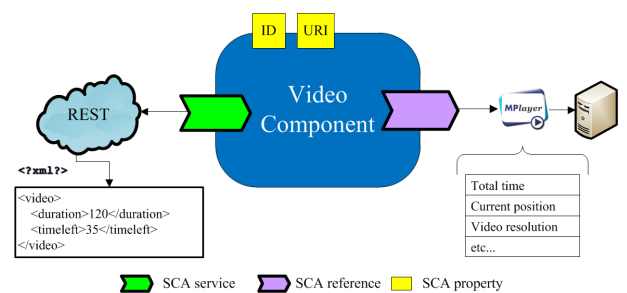 ID
URI
Video
Component
REST
MPlayer
<?xml?>
<video>
<duration>120</duration>
<timeleft>35</timeleft>
</video>
Total time
Current position
Video resolution
etc...
SCA service
SCA reference
SCA property